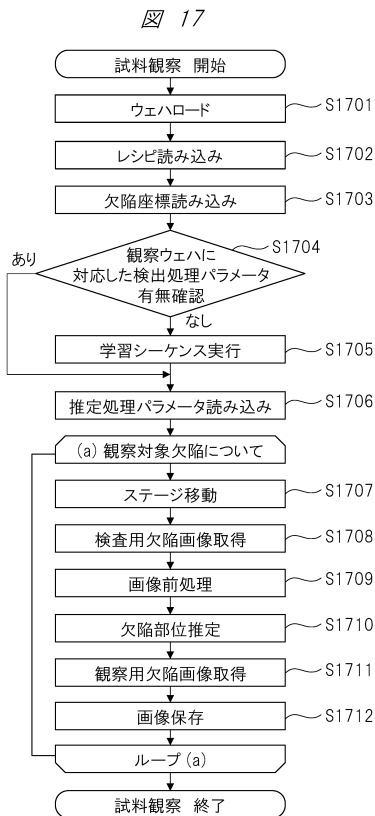 図 17
試料観察 開始
ウェハロード
S1701
レシピ読み込み
S1702
欠陥座標読み込み
S1703
観察ウェハに
対応した検出処理パラメータ
有無確認
S1704
あり
なし
学習シーケンス実行
S1705
推定処理パラメータ読み込み
S1706
(a) 観察対象欠陥について
ステージ移動
S1707
検査用欠陥画像取得
S1708
画像前処理
S1709
欠陥部位推定
S1710
観察用欠陥画像取得
S1711
画像保存
S1712
ループ (a)
試料観察 終了